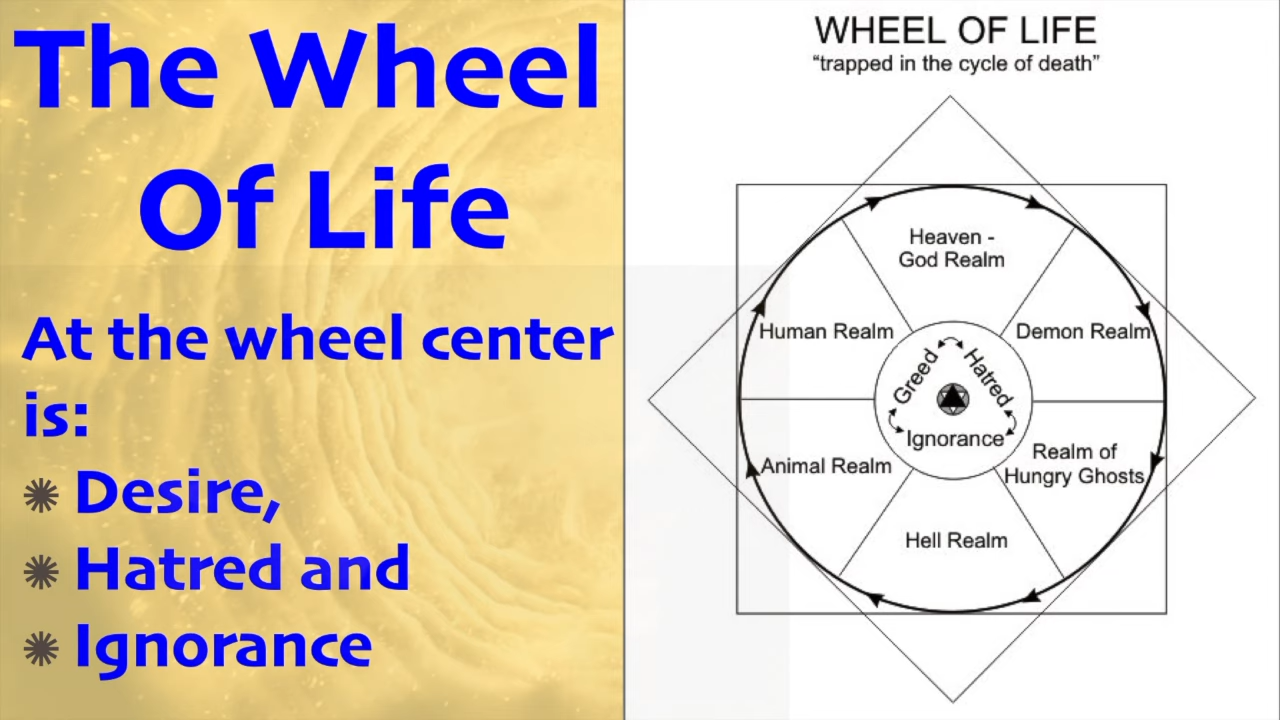 The Wheel
Of Life
At the wheel center
is:
Desire,
Hatred and
Ignorance
WHEEL OF LIFE
“trapped in the cycle of death”
Heaven -
God Realm
Human Realm
Demon Realm
Greed
Hatred
Ignorance
Animal Realm
Realm of
Hungry Ghosts
Hell Realm